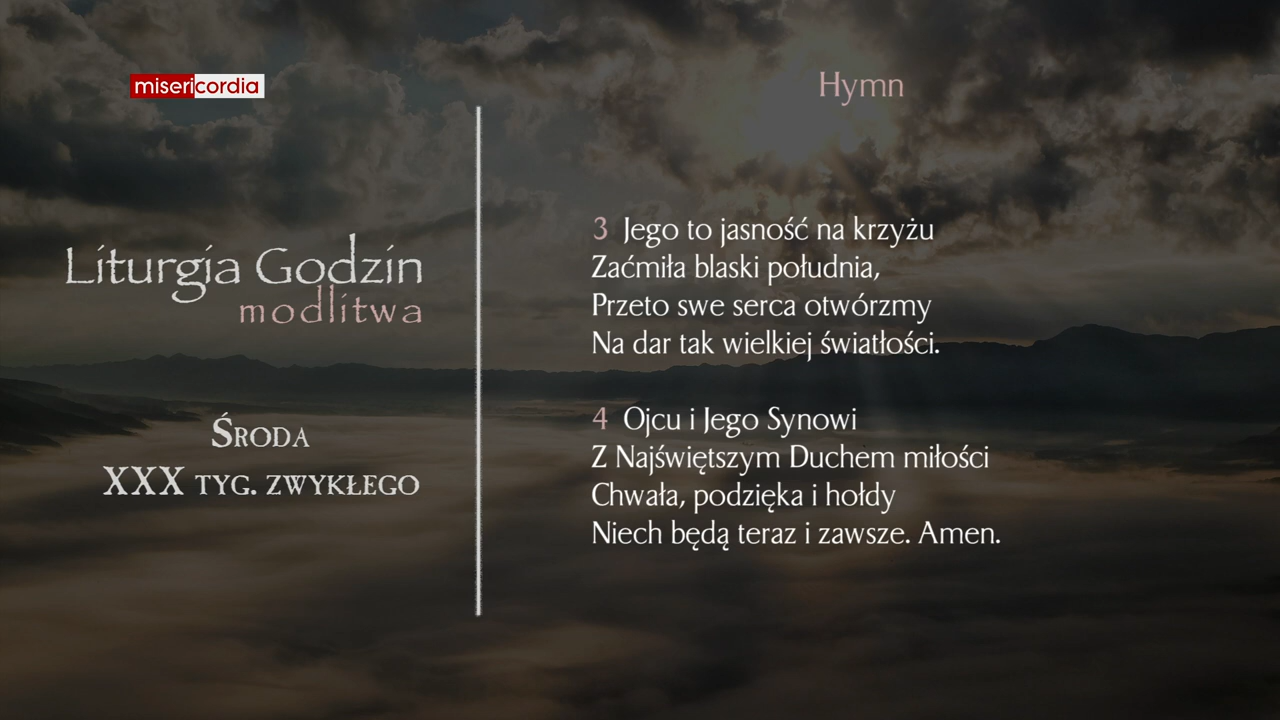 misericordia
Liturgia Godzin
modlitwa
Środa
XXX tyg. zwykłego
Hymn
3 Jego to jasność na krzyżu
Zaćmiła blaski południa,
Przeto swe serca otwórzmy
Na dar tak wielkiej światłości.
4 Ojcu i Jego Synowi
Z Najświętszym Duchem miłości
Chwała, podzięka i hołdy
Niech będą teraz i zawsze. Amen.